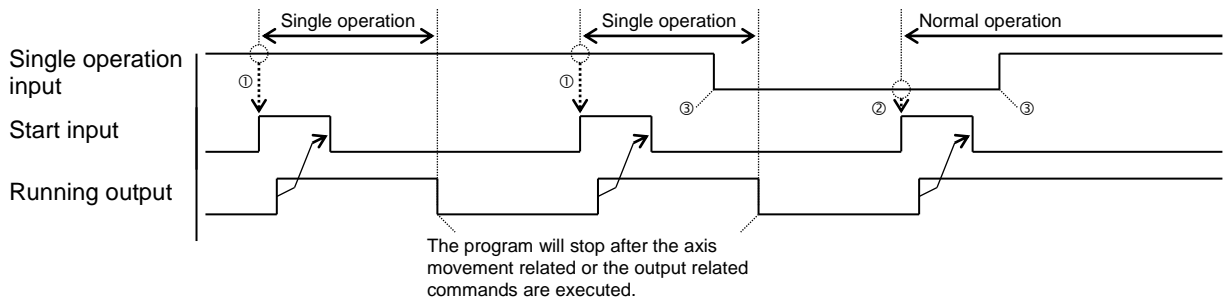 Single operation
Single operation
Normal operation
Single operation
input
①
①
③
②
③
Start input
Running output
The program will stop after the axis
movement related or the output related
commands are executed.